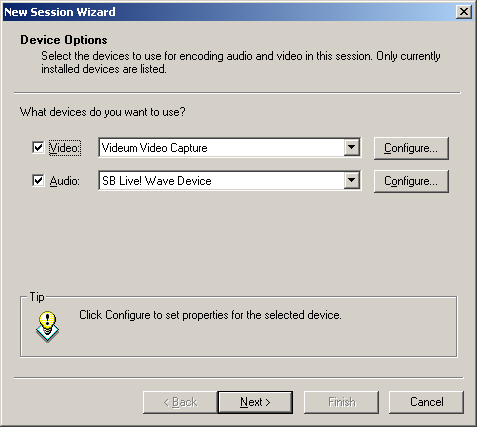 New Session Wizard
Device Options
Select the devices to use for encoding audio and video in this session. Only currently
installed devices are listed.
What devices do you want to use?
Video: Videum Video Capture Configure...
Audio: SB Live! Wave Device Configure...
Tip
Click Configure to set properties for the selected device.
< Back Next > Finish Cancel